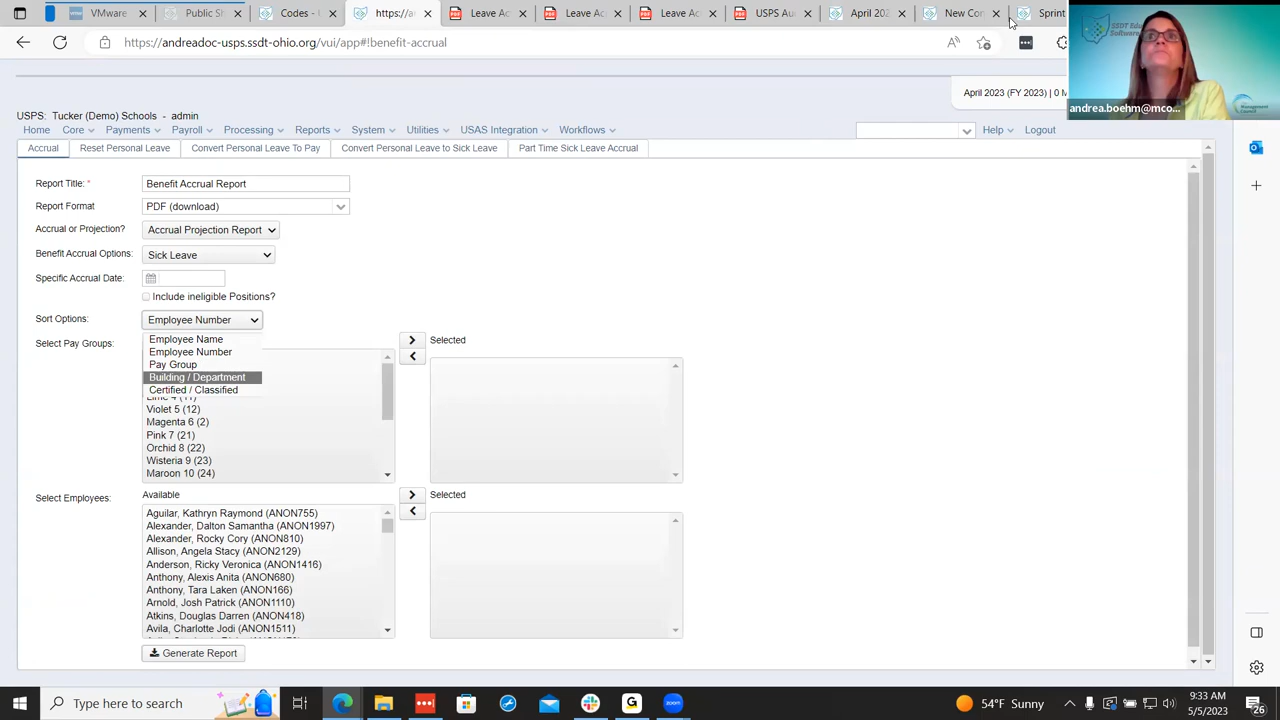 VMware
Public Sh
Codes -
https://a
Leave Ac
Leave Ac
Leave Ac
USPS Au
April 202
New Con
Sprint
https://andreadoc-usps.ssdt-ohio.org/vui/app#!benefit-accrual
SSDT Edu
Software
andrea.boehm@mco...
Management
Council
April 2023 (FY 2023) | 0 M
USPS: Tucker (Demo) Schools - admin
Home Core Payments Payroll Processing Reports System Utilities USAS Integration Workflows Help Logout
Accrual Reset Personal Leave Convert Personal Leave To Pay Convert Personal Leave to Sick Leave Part Time Sick Leave Accrual
Report Title: * Benefit Accrual Report
Report Format PDF (download)
Accrual or Projection? Accrual Projection Report
Benefit Accrual Options: Sick Leave
Specific Accrual Date:
Include ineligible Positions?
Sort Options: Employee Number
Employee Name
Employee Number
Pay Group
Building / Department
Certified / Classified
Select Pay Groups:
Selected
Violet 5 (12)
Magenta 6 (2)
Pink 7 (21)
Orchid 8 (22)
Wisteria 9 (23)
Maroon 10 (24)
Select Employees: Available
Selected
Aguilar, Kathryn Raymond (ANON755)
Alexander, Dalton Samantha (ANON1997)
Alexander, Rocky Cory (ANON810)
Allison, Angela Stacy (ANON2129)
Anderson, Ricky Veronica (ANON1416)
Anthony, Alexis Anita (ANON680)
Anthony, Tara Laken (ANON166)
Arnold, Josh Patrick (ANON1110)
Atkins, Douglas Darren (ANON418)
Avila, Charlotte Jodi (ANON1511)
Generate Report
Type here to search
54°F Sunny
9:33 AM
5/5/2023
26